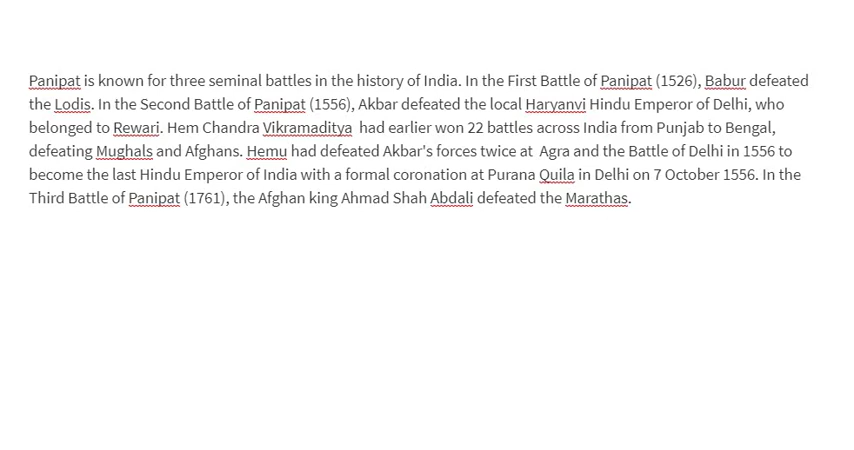 Panipat is known for three seminal battles in the history of India. In the First Battle of Panipat (1526), Babur defeated
the Lodis. In the Second Battle of Panipat (1556), Akbar defeated the local Haryanvi Hindu Emperor of Delhi, who
belonged to Rewari. Hem Chandra Vikramaditya  had earlier won 22 battles across India from Punjab to Bengal,
defeating Mughals and Afghans. Hemu had defeated Akbar's forces twice at  Agra and the Battle of Delhi in 1556 to
become the last Hindu Emperor of India with a formal coronation at Purana Quila in Delhi on 7 October 1556. In the
Third Battle of Panipat (1761), the Afghan king Ahmad Shah Abdali defeated the Marathas.